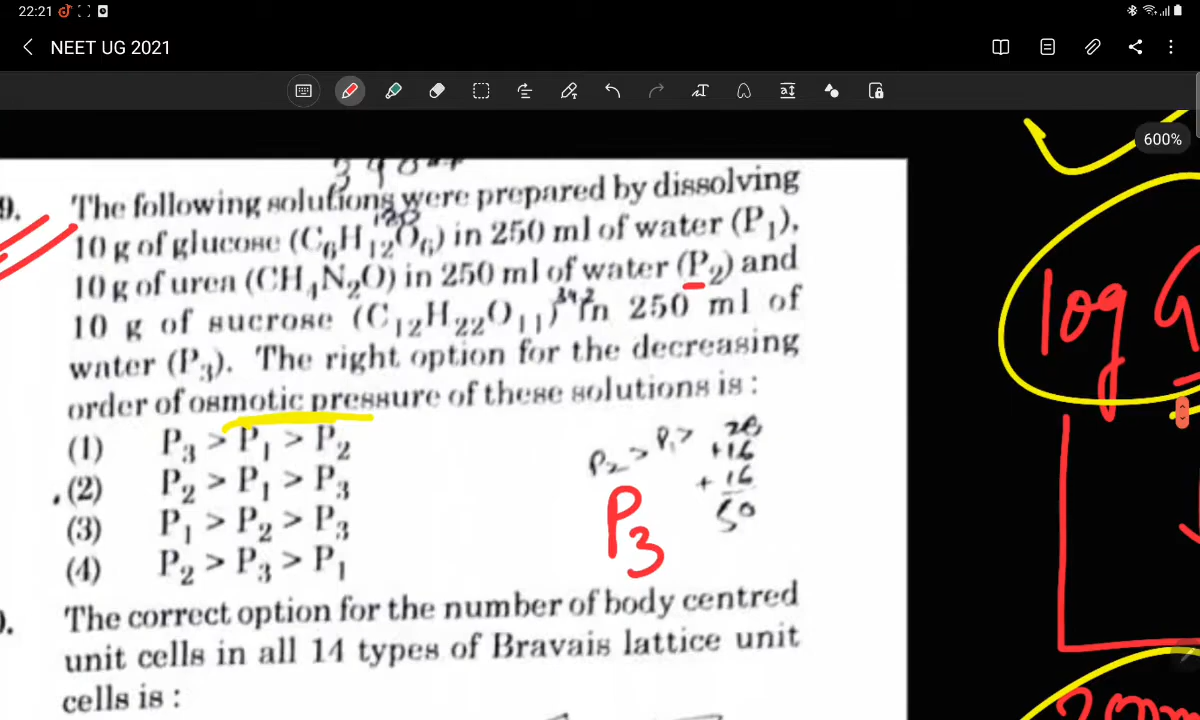 22:21
NEET UG 2021
600%
9. The following solutions were prepared by dissolving
180
10 g of glucose (C6H12O6) in 250 ml of water (P1),
10 g of urea (CH4N2O) in 250 ml of water (P2) and
342
10 g of sucrose (C12H22O11) in 250 ml of
water (P3). The right option for the decreasing
order of osmotic pressure of these solutions is :
(1) P3 > P1 > P2
(2) P2 > P1 > P3
(3) P1 > P2 > P3
(4) P2 > P3 > P1
P2 > P1 >
P3
+16
+ 16
50
log
The correct option for the number of body centred
unit cells in all 14 types of Bravais lattice unit
cells is :